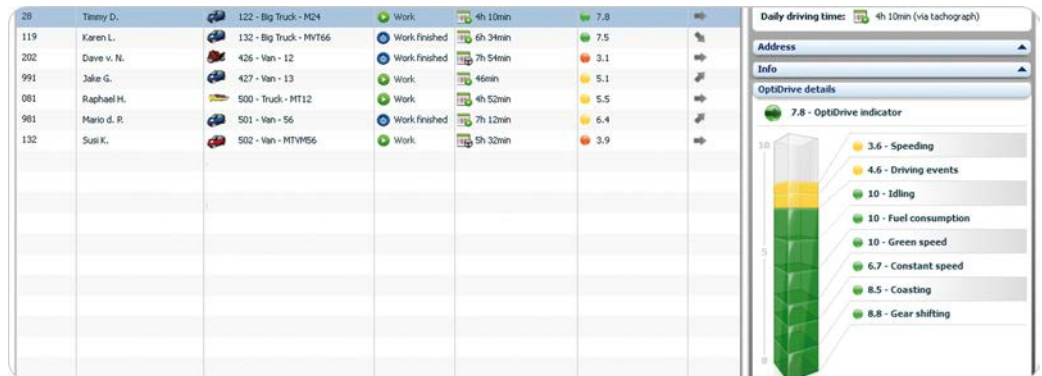 28 Timmy D. 122 - Big Truck - M24 Work 4h 10min 7.8
119 Karen L. 132 - Big Truck - MVT66 Work finished 6h 34min 7.5
202 Dave v. N. 426 - Van - 12 Work finished 7h 54min 3.1
991 Jake G. 427 - Van - 13 Work 46min 5.1
081 Raphael H. 500 - Truck - MT12 Work 4h 52min 5.5
981 Mario d. P. 501 - Van - 56 Work finished 7h 12min 6.4
132 Susi K. 502 - Van - MTVM56 Work 5h 32min 3.9
Daily driving time: 4h 10min (via tachograph)
Address
Info
OptiDrive details
7.8 - OptiDrive indicator
10
5
0
3.6 - Speeding
4.6 - Driving events
10 - Idling
10 - Fuel consumption
10 - Green speed
6.7 - Constant speed
8.5 - Coasting
8.8 - Gear shifting